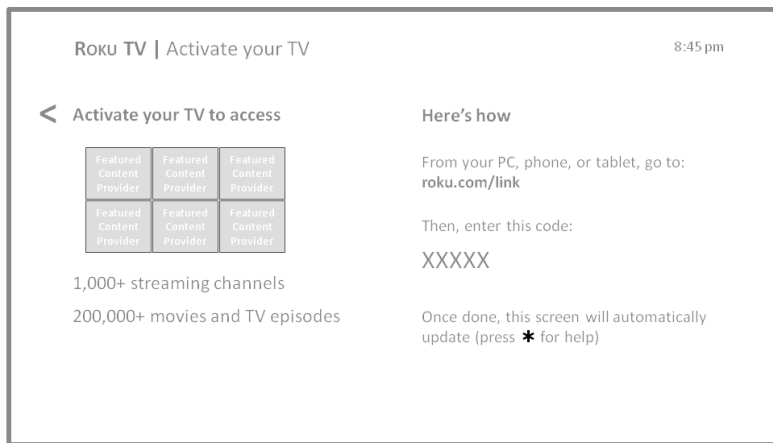 ROKU TV | Activate your TV
8:45 pm
< Activate your TV to access
Featured Content Provider
Featured Content Provider
Featured Content Provider
Featured Content Provider
Featured Content Provider
Featured Content Provider
1,000+ streaming channels
200,000+ movies and TV episodes
Here's how
From your PC, phone, or tablet, go to:
roku.com/link
Then, enter this code:
XXXXX
Once done, this screen will automatically
update (press * for help)